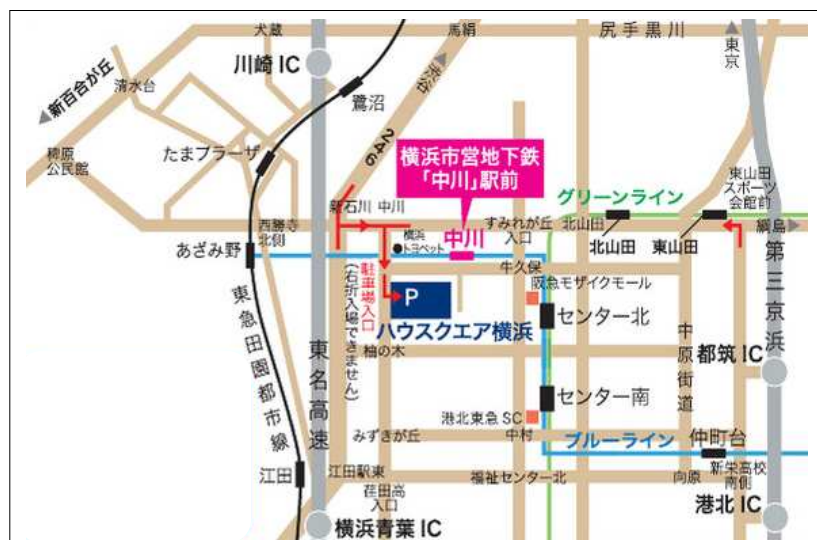 犬蔵
馬絹
尻手黒川
東京
川崎IC
渋谷
新百合が丘
清水台
鷺沼
246
稗原
公民館
たまプラーザ
横浜市営地下鉄
「中川」駅前
東山田
スポーツ
会館前
グリーンライン
新石川
中川
西勝寺
北側
すみれが丘
入口
北山田
綱島
あざみ野
横浜
トヨペット
中川
北山田
東山田
牛久保
第三京浜
駐車場入口
(右折入場できません)
阪急モザイクモール
P
ハウスクエア横浜
センター北
東急田園都市線
東名高速
柚の木
中原街道
都筑IC
センター南
港北東急SC
みずきが丘
中村
ブルーライン
仲町台
江田
江田駅東
福祉センター北
向原
新栄高校
南側
荏田高
入口
港北IC
横浜青葉IC